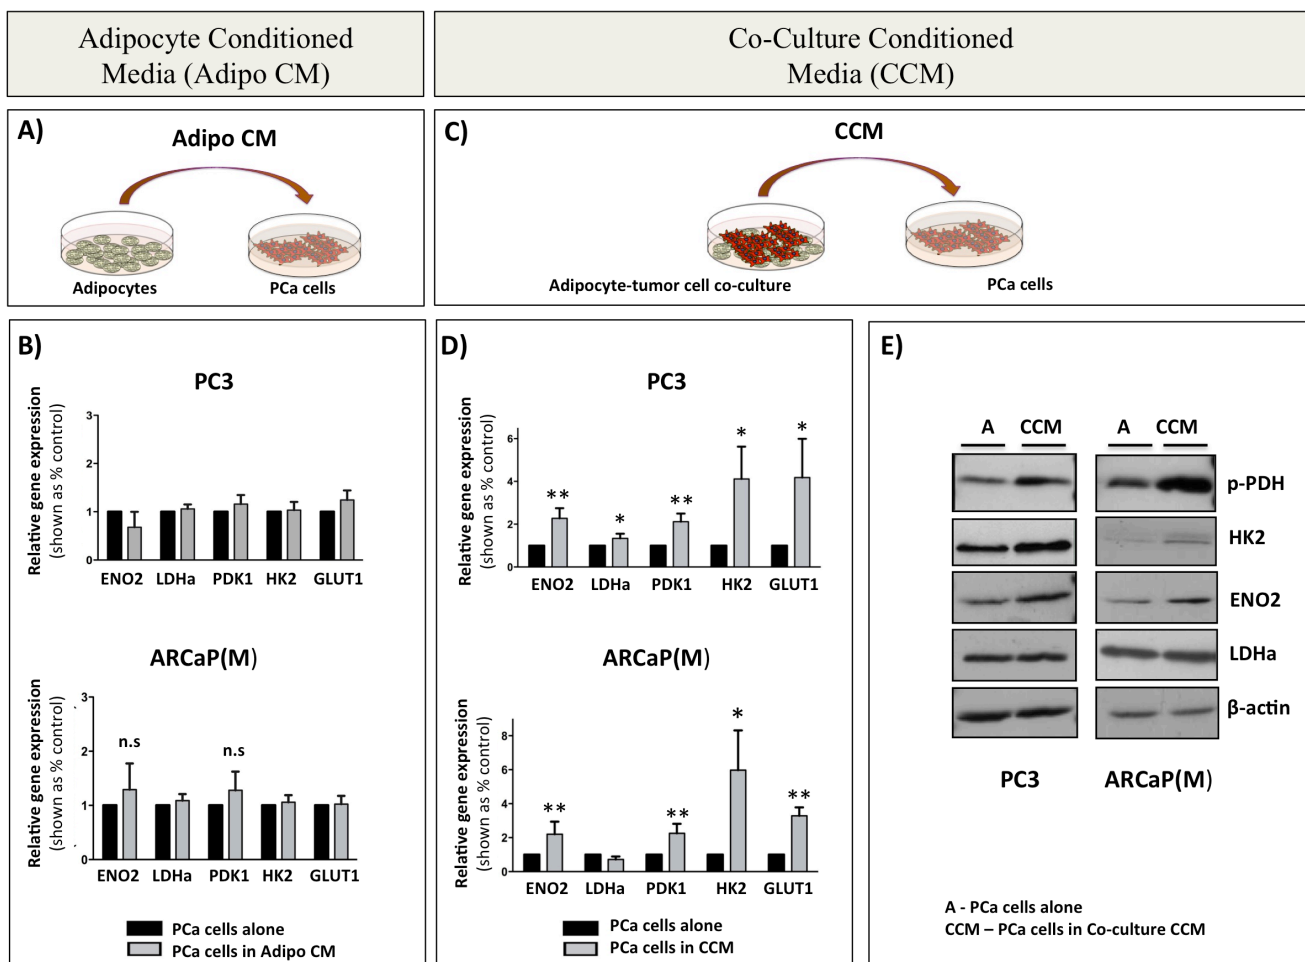 Adipocyte Conditioned
Media (Adipo CM)
Co-Culture Conditioned
Media (CCM)
A)
Adipo CM
Adipocytes
PCa cells
C)
CCM
Adipocyte-tumor cell co-culture
PCa cells
B)
PC3
Relative gene expression
(shown as % control)
3
2
1
0
ENO2 LDHa PDK1 HK2 GLUT1
ARCaP(M)
Relative gene expression
(shown as % control)
3
2
1
0
n.s n.s
ENO2 LDHa PDK1 HK2 GLUT1
PCa cells alone
PCa cells in Adipo CM
D)
PC3
Relative gene expression
(shown as % control)
6
4
2
0
** * ** * *
ENO2 LDHa PDK1 HK2 GLUT1
ARCaP(M)
Relative gene expression
(shown as % control)
8
6
4
2
0
** ** * **
ENO2 LDHa PDK1 HK2 GLUT1
PCa cells alone
PCa cells in CCM
E)
A CCM A CCM
p-PDH
HK2
ENO2
LDHa
β-actin
PC3 ARCaP(M)
A - PCa cells alone
CCM – PCa cells in Co-culture CCM